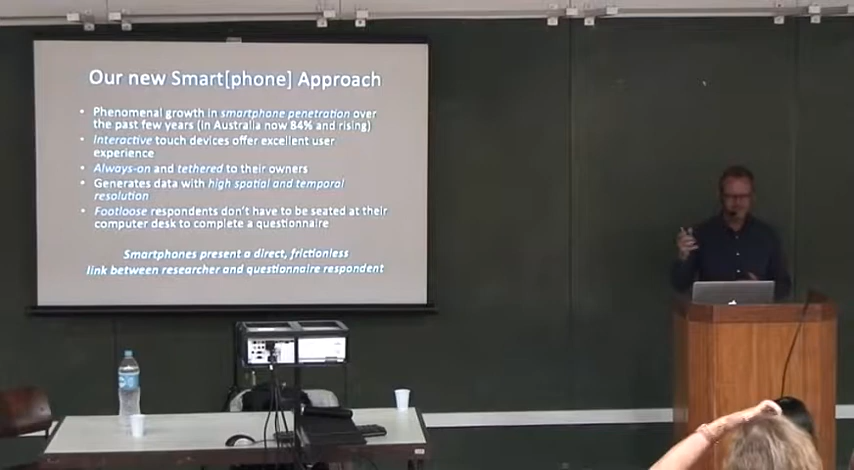 Our new Smart[phone] Approach
• Phenomenal growth in smartphone penetration over
the past few years (in Australia now 84% and rising)
• Interactive touch devices offer excellent user
experience
• Always-on and tethered to their owners
• Generates data with high spatial and temporal
resolution
• Footloose respondents don't have to be seated at their
computer desk to complete a questionnaire
Smartphones present a direct, frictionless
link between researcher and questionnaire respondent